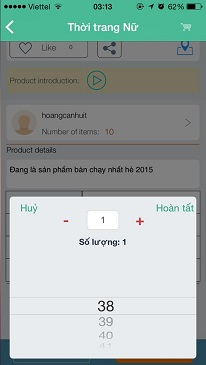 Viettel 03:13 62%
Thời trang Nữ
Like 0
Product introduction:
hoangcanhuit
Number of items: 10
Product details
Đang là sản phẩm bán chạy nhất hè 2015
Huỷ Hoàn tất
- 1 +
Số lượng: 1
38
39
40
41